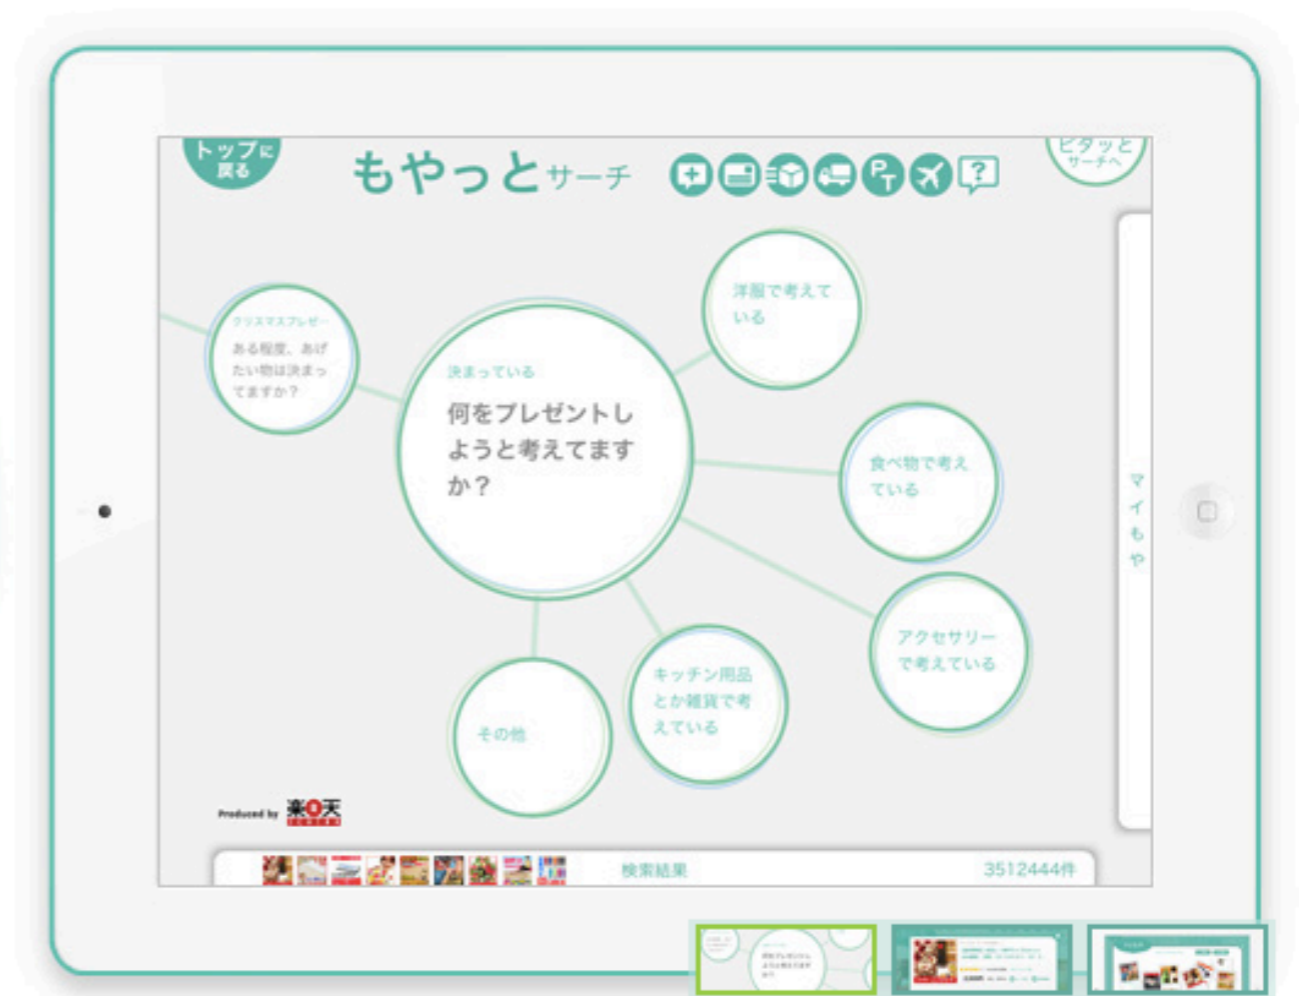 トップに
戻る
もやっとサーチ
P
T
?
ピタッと
サーチへ
クリスマスプレゼ…
ある程度、あげ
たい物は決まっ
てますか？
決まっている
何をプレゼントし
ようと考えてます
か？
洋服で考えて
いる
食べ物で考え
ている
アクセサリー
で考えている
キッチン用品
とか雑貨で考
えている
その他
マイもや
Produced by 楽天
ICHIBA
検索結果
3512444件